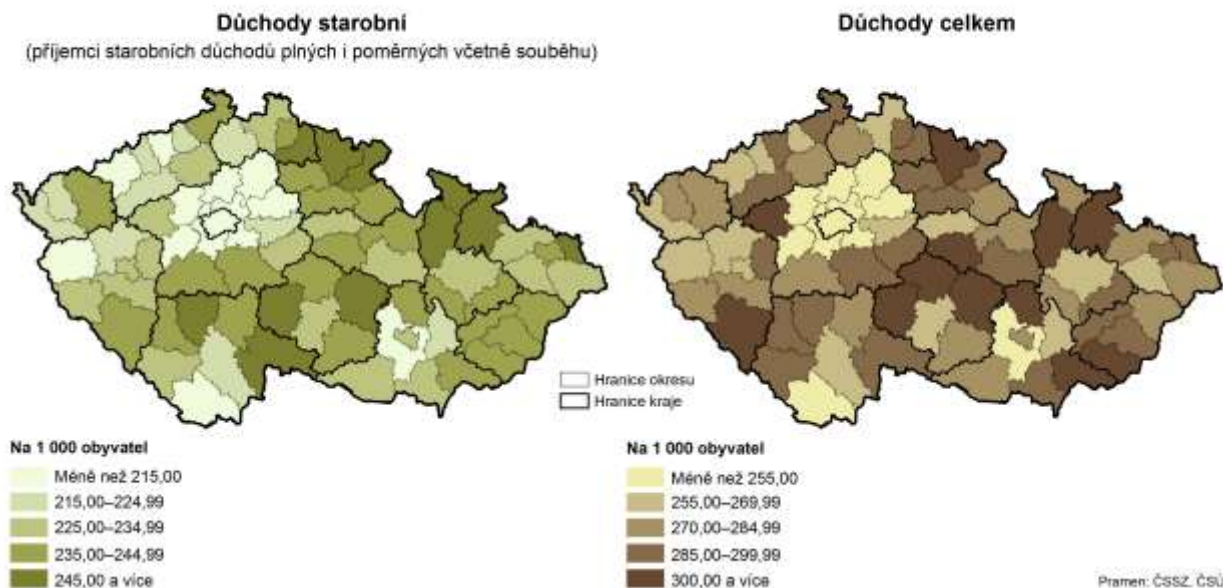 Důchody starobní
(příjemci starobních důchodů plných i poměrných včetně souběhu)
Důchody celkem
Hranice okresu
Hranice kraje
Na 1 000 obyvatel
Méně než 215,00
215,00–224,99
225,00–234,99
235,00–244,99
245,00 a více
Na 1 000 obyvatel
Méně než 255,00
255,00–269,99
270,00–284,99
285,00–299,99
300,00 a více
Pramen: ČSSZ, ČSÚ